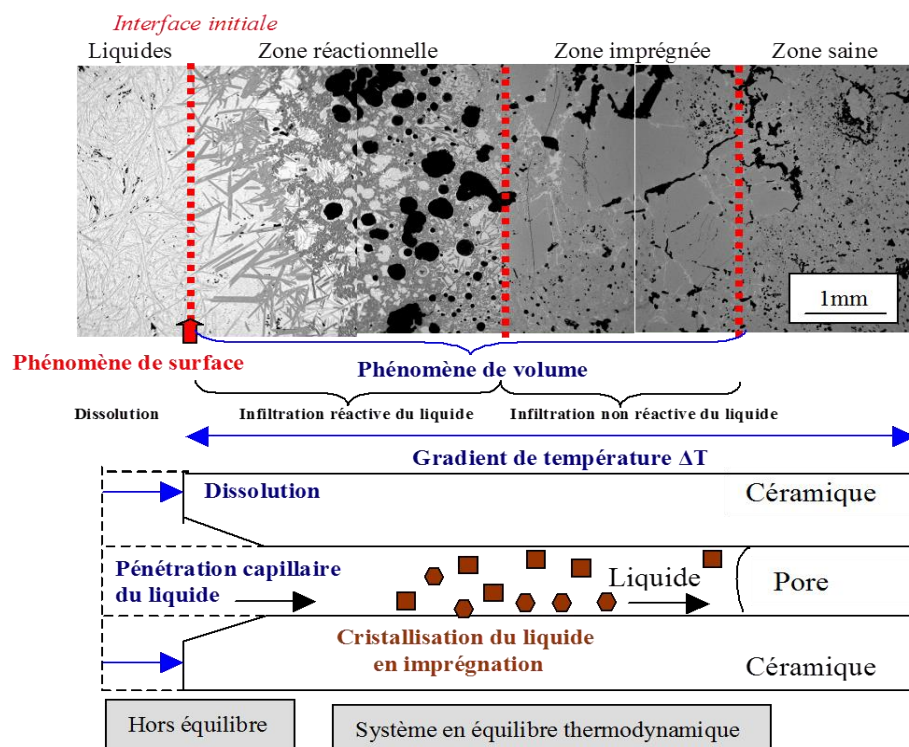 Interface initiale
Liquides Zone réactionnelle Zone imprégnée Zone saine
1mm
Phénomène de surface
Phénomène de volume
Dissolution Infiltration réactive du liquide Infiltration non réactive du liquide
Gradient de température ΔT
Dissolution Céramique
Pénétration capillaire
du liquide
Liquide
Pore
Cristallisation du liquide
en imprégnation
Céramique
Hors équilibre Système en équilibre thermodynamique